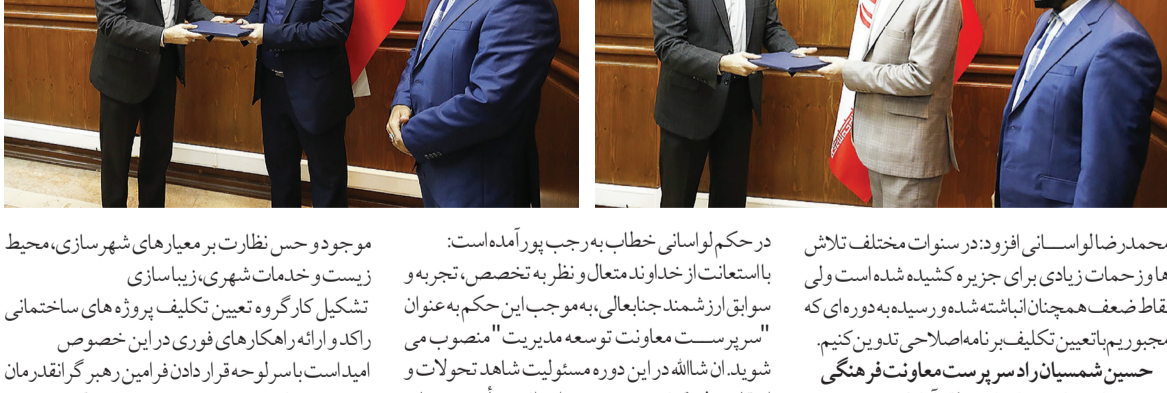 محمدرضا لواسانی افزود: در سنوات مختلف تلاش
ها و زحمات زیادی برای جزیره کشیده شده است ولی
نقاط ضعف همچنان انباشته شده و رسیده به دوره ای که
مجبوریم با تعیین تکلیف برنامه اصلاحی تدوین کنیم.
حسین شمسیان راد سرپرست معاونت فرهنگی
در حکم لواسانی خطاب به رجب پور آمده است:
با استعانت از خداوند متعال و نظر به تخصص، تجربه و
سوابق ارزشمند جنابعالی، به موجب این حکم به عنوان
"سرپرست معاونت توسعه مدیریت" منصوب می
شوید. ان شاالله در این دوره مسئولیت شاهد تحولات و
موجود و حس نظارت بر معیارهای شهرسازی، محیط
زیست و خدمات شهری، زیباسازی
تشکیل کارگروه تعیین تکلیف پروژه های ساختمانی
راکد و ارائه راهکارهای فوری در این خصوص
امید است با سرلوحه قرار دادن فرامین رهبر گرانقدرمان